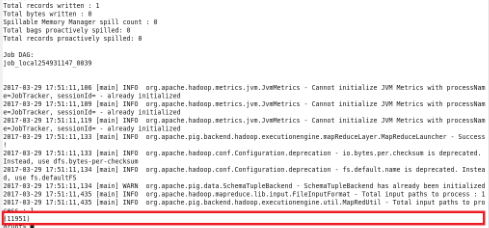 Total records written : 1
Total bytes written : 0
Spillable Memory Manager spill count : 0
Total bags proactively spilled: 0
Total records proactively spilled: 0
Job DAG:
job_local254931147_0039
2017-03-29 17:51:11,106 [main] INFO  org.apache.hadoop.metrics.jvm.JvmMetrics - Cannot initialize JVM Metrics with processNam
e=JobTracker, sessionId= - already initialized
2017-03-29 17:51:11,109 [main] INFO  org.apache.hadoop.metrics.jvm.JvmMetrics - Cannot initialize JVM Metrics with processNam
e=JobTracker, sessionId= - already initialized
2017-03-29 17:51:11,119 [main] INFO  org.apache.hadoop.metrics.jvm.JvmMetrics - Cannot initialize JVM Metrics with processNam
e=JobTracker, sessionId= - already initialized
2017-03-29 17:51:11,133 [main] INFO  org.apache.pig.backend.hadoop.executionengine.mapReduceLayer.MapReduceLauncher - Success
!
2017-03-29 17:51:11,133 [main] INFO  org.apache.hadoop.conf.Configuration.deprecation - io.bytes.per.checksum is deprecated.
Instead, use dfs.bytes-per-checksum
2017-03-29 17:51:11,134 [main] INFO  org.apache.hadoop.conf.Configuration.deprecation - fs.default.name is deprecated. Instea
d, use fs.defaultFS
2017-03-29 17:51:11,134 [main] WARN  org.apache.pig.data.SchemaTupleBackend - SchemaTupleBackend has already been initialized
2017-03-29 17:51:11,435 [main] INFO  org.apache.hadoop.mapreduce.lib.input.FileInputFormat - Total input paths to process : 1
2017-03-29 17:51:11,435 [main] INFO  org.apache.pig.backend.hadoop.executionengine.util.MapRedUtil - Total input paths to pro
cess : 1
(11951)
grunt>